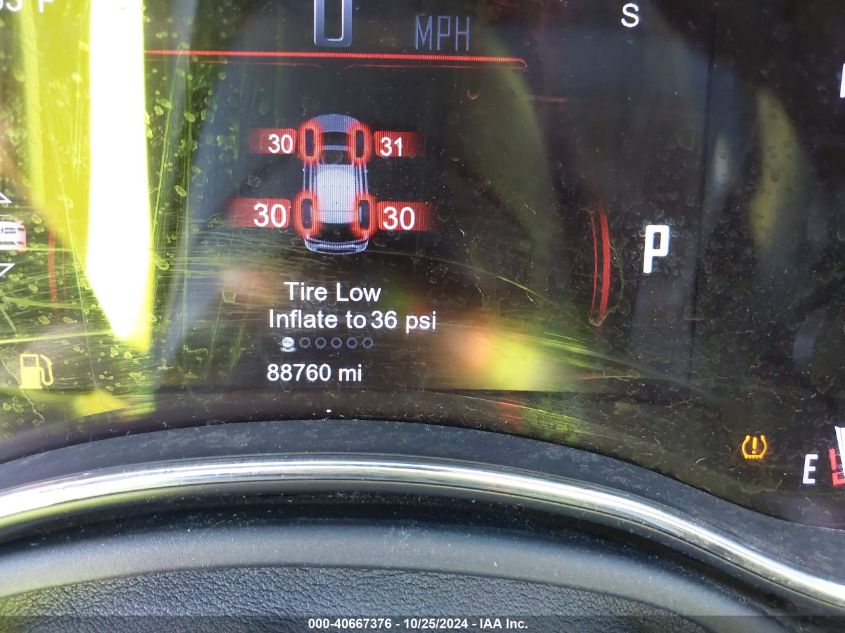 0 MPH
S
30 31
30 30
P
Tire Low
Inflate to 36 psi
88760 mi
E
000-40667376 - 10/25/2024 - IAA Inc.